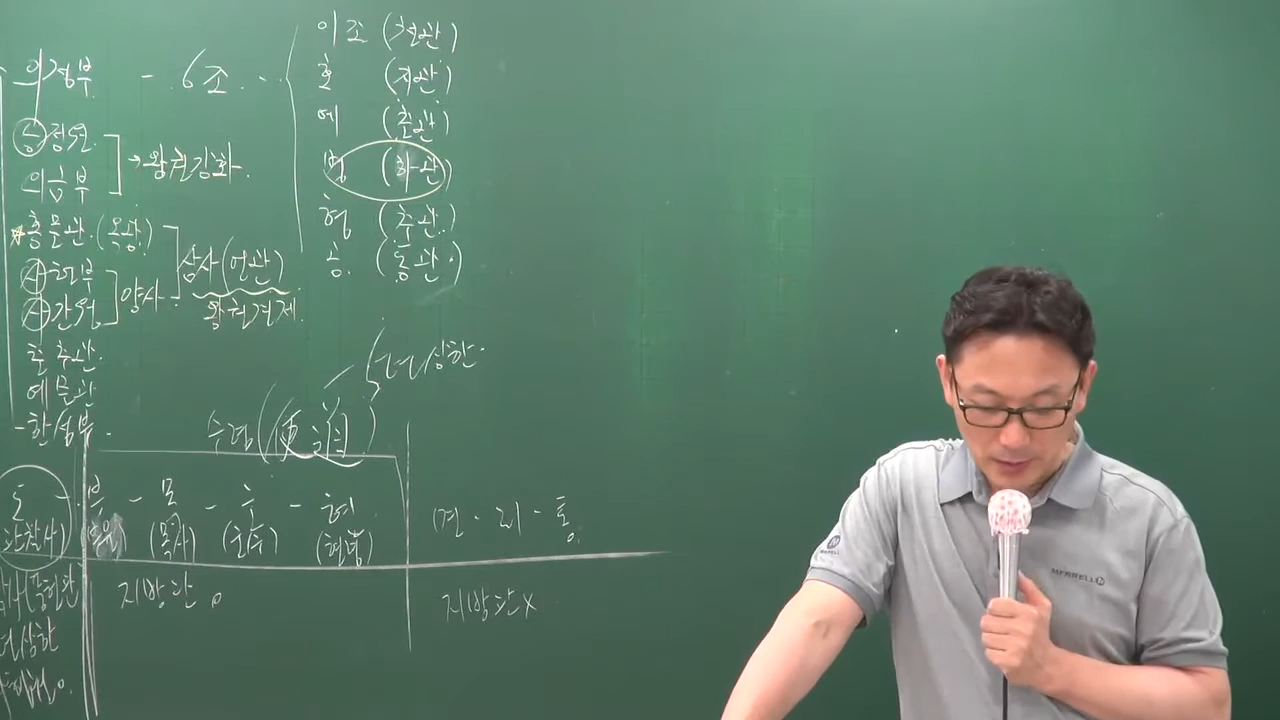 의정부 - 6조
승정원
의금부
→ 왕권강화
홍문관 (옥당)
사헌부
사간원
양사
삼사 (언관)
왕권견제
춘추관
예문관
한성부
이조 (천관)
호 (지관)
예 (춘관)
병 (하관)
형 (추관)
공 (동관)
수령
도 - 부 - 목 - 군 - 현
(관찰사) (목사) (군수) (현령)
면 - 리 - 통
지방관 o
지방관 x
MERRELL